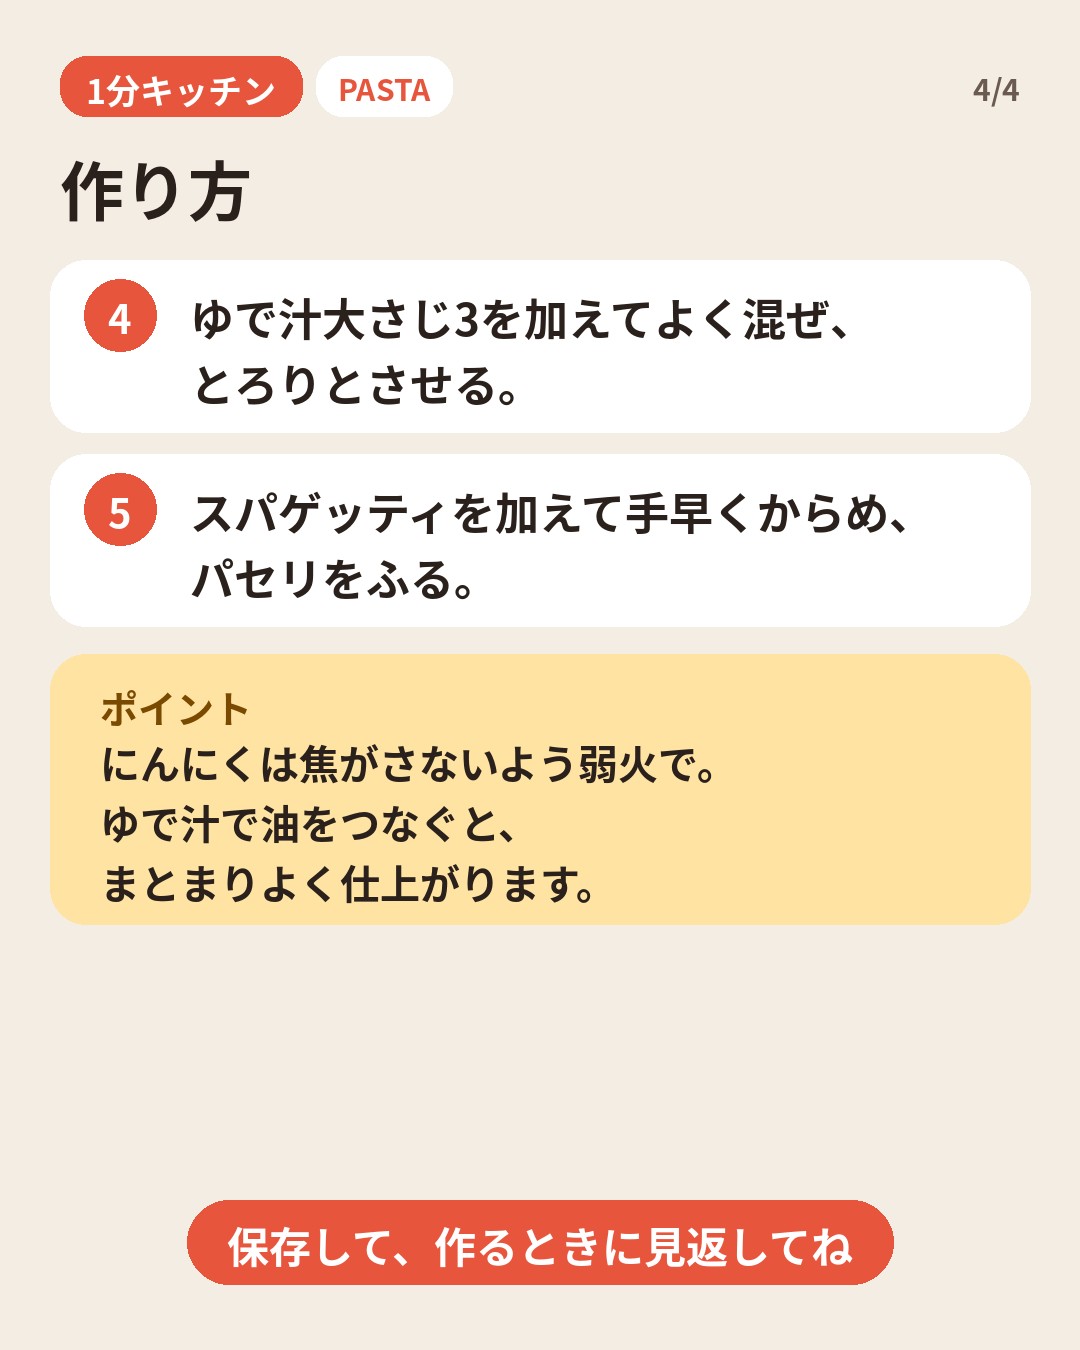 1分キッチン PASTA 4/4
作り方
4 ゆで汁大さじ3を加えてよく混ぜ、
とろりとさせる。
5 スパゲッティを加えて手早くからめ、
パセリをふる。
ポイント
にんにくは焦がさないよう弱火で。
ゆで汁で油をつなぐと、
まとまりよく仕上がります。
保存して、作るときに見返してね